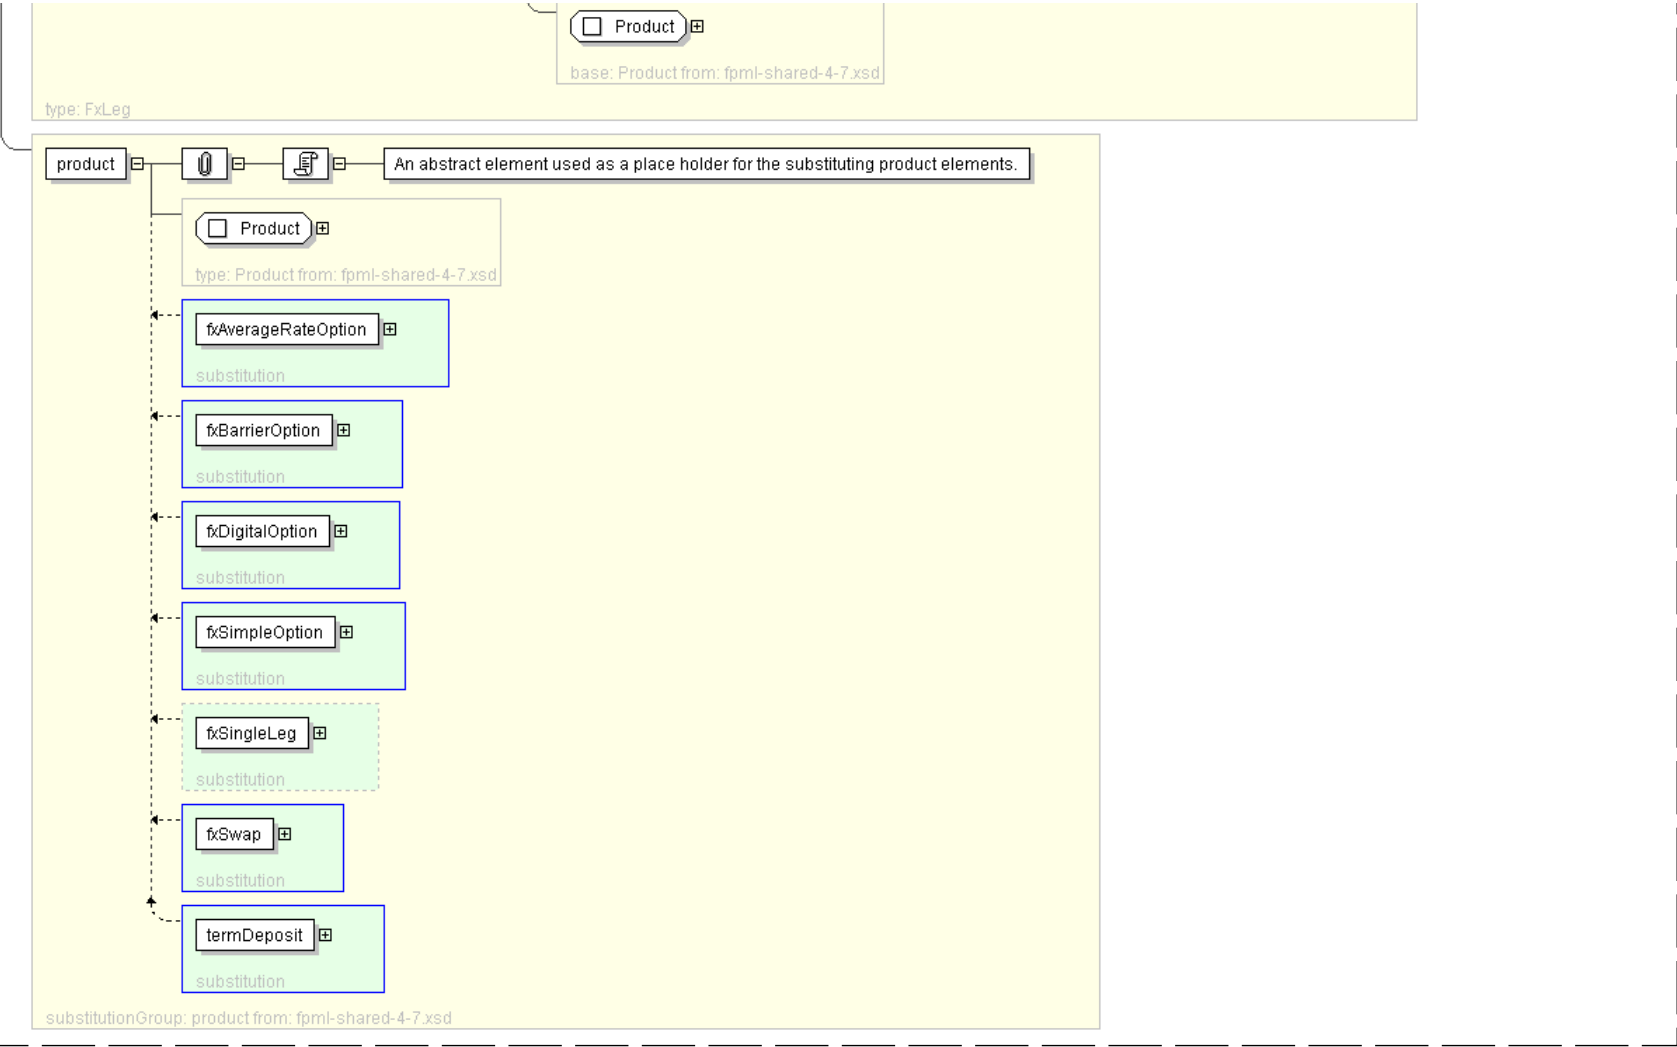 Product
base: Product from: fpml-shared-4-7.xsd
type: FxLeg
product
An abstract element used as a place holder for the substituting product elements.
Product
type: Product from: fpml-shared-4-7.xsd
fxAverageRateOption
substitution
fxBarrierOption
substitution
fxDigitalOption
substitution
fxSimpleOption
substitution
fxSingleLeg
substitution
fxSwap
substitution
termDeposit
substitution
substitutionGroup: product from: fpml-shared-4-7.xsd